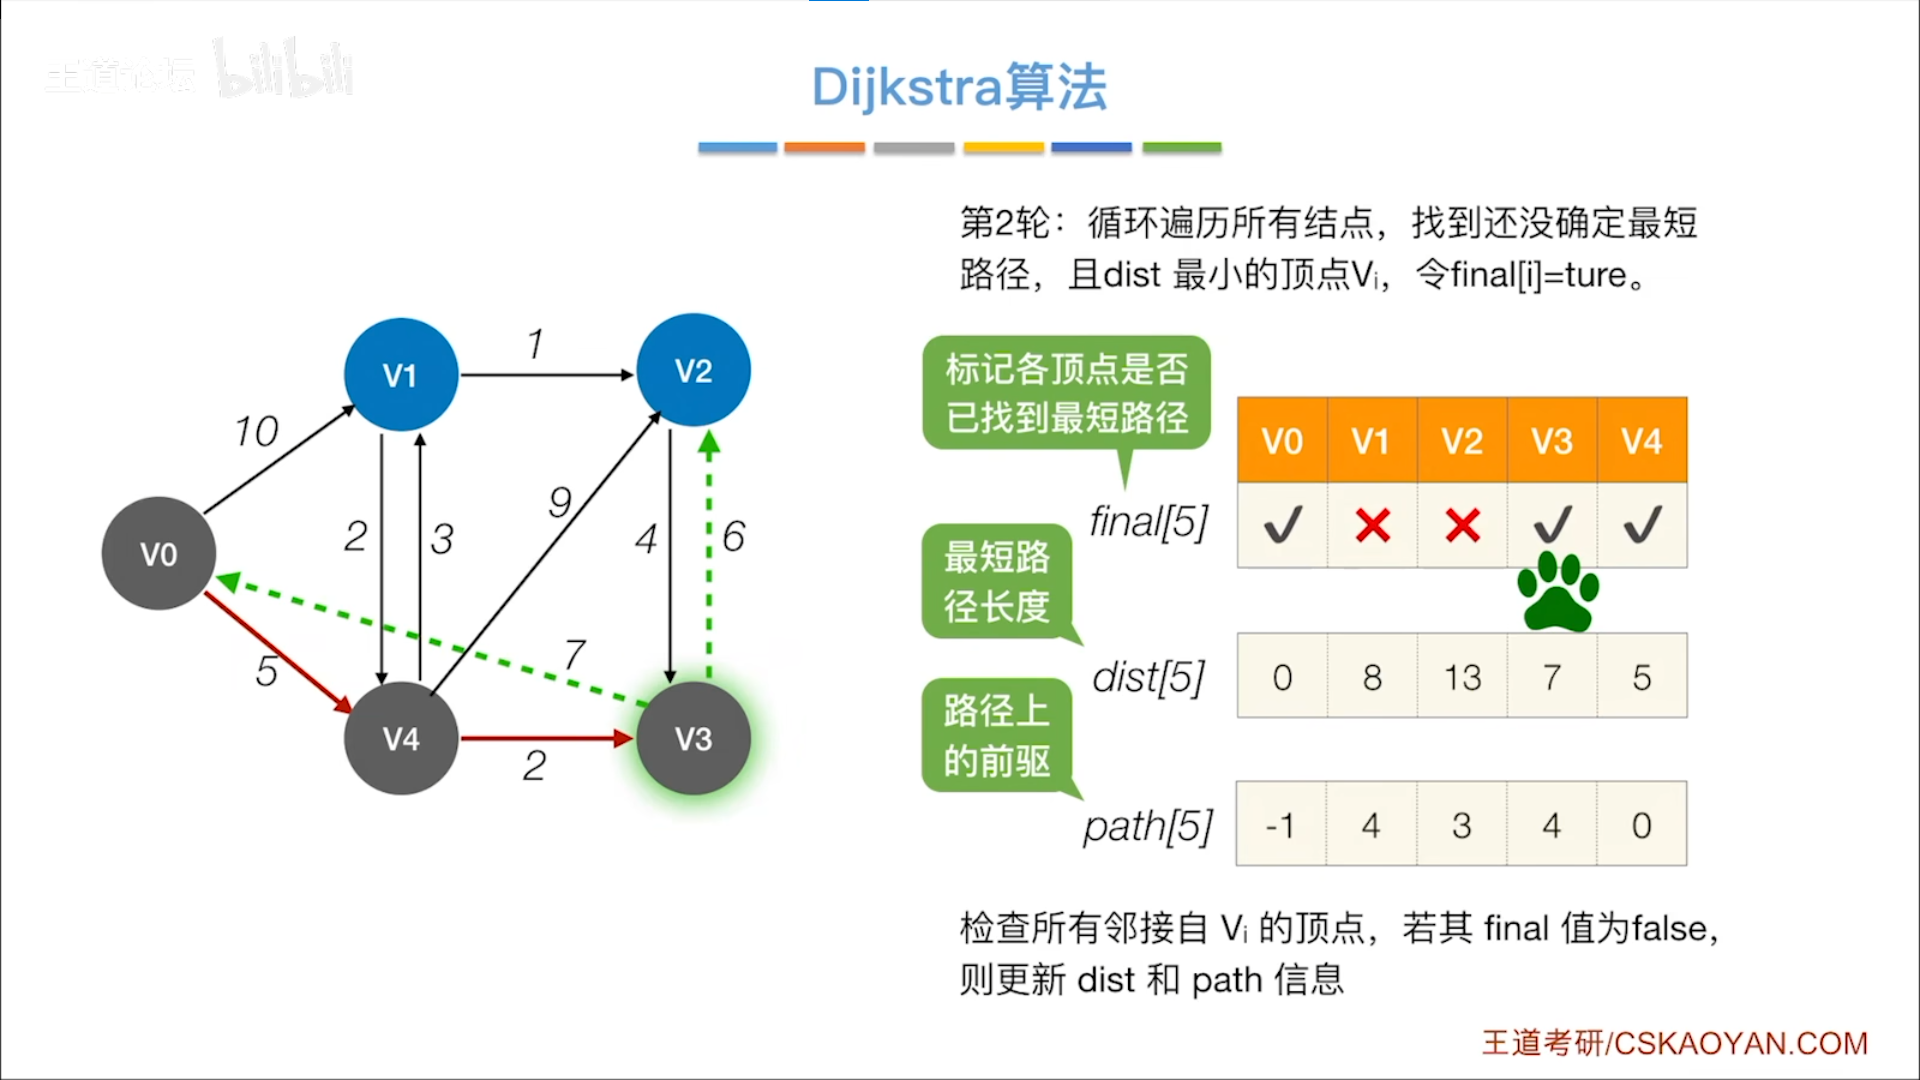 王道论坛 bilibili
Dijkstra算法
第2�：循环遍历所有结点，找到还没确定最短
路径，且dist 最小的顶点Vi，令final[i]=ture。
V1
1
V2
10
2
3
9
4
6
V0
5
7
V4
2
V3
标记各顶点是否
已找到最短路径
V0 V1 V2 V3 V4
final[5]
最短路
径长度
dist[5] 0 8 13 7 5
路径上
的前驱
path[5] -1 4 3 4 0
检查所有邻接自 Vi 的顶点，若其 final 值为false，
则更新 dist 和 path 信息
王道考研/CSKAOYAN.COM